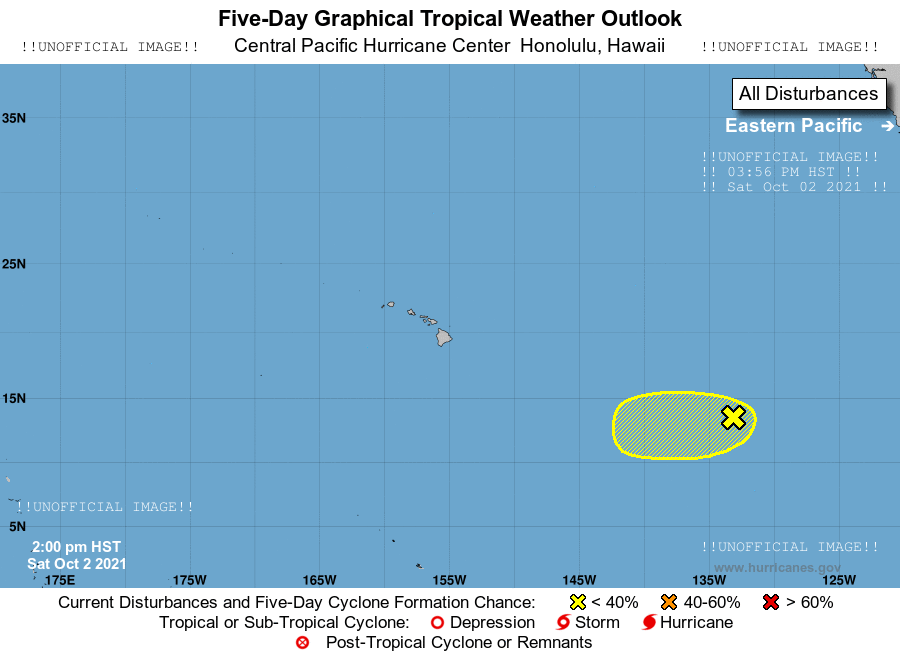 Five-Day Graphical Tropical Weather Outlook
!!UNOFFICIAL IMAGE!! Central Pacific Hurricane Center Honolulu, Hawaii !!UNOFFICIAL IMAGE!!
All Disturbances
35N
Eastern Pacific
!!UNOFFICIAL IMAGE!!
!! 03:56 PM HST !!
!! Sat Oct 02 2021 !!
25N
15N
!!UNOFFICIAL IMAGE!!
5N
2:00 pm HST
Sat Oct 2 2021
!!UNOFFICIAL IMAGE!!
www.hurricanes.gov
175E 175W 165W 155W 145W 135W 125W
Current Disturbances and Five-Day Cyclone Formation Chance: < 40% 40-60% > 60%
Tropical or Sub-Tropical Cyclone: Depression Storm Hurricane
Post-Tropical Cyclone or Remnants